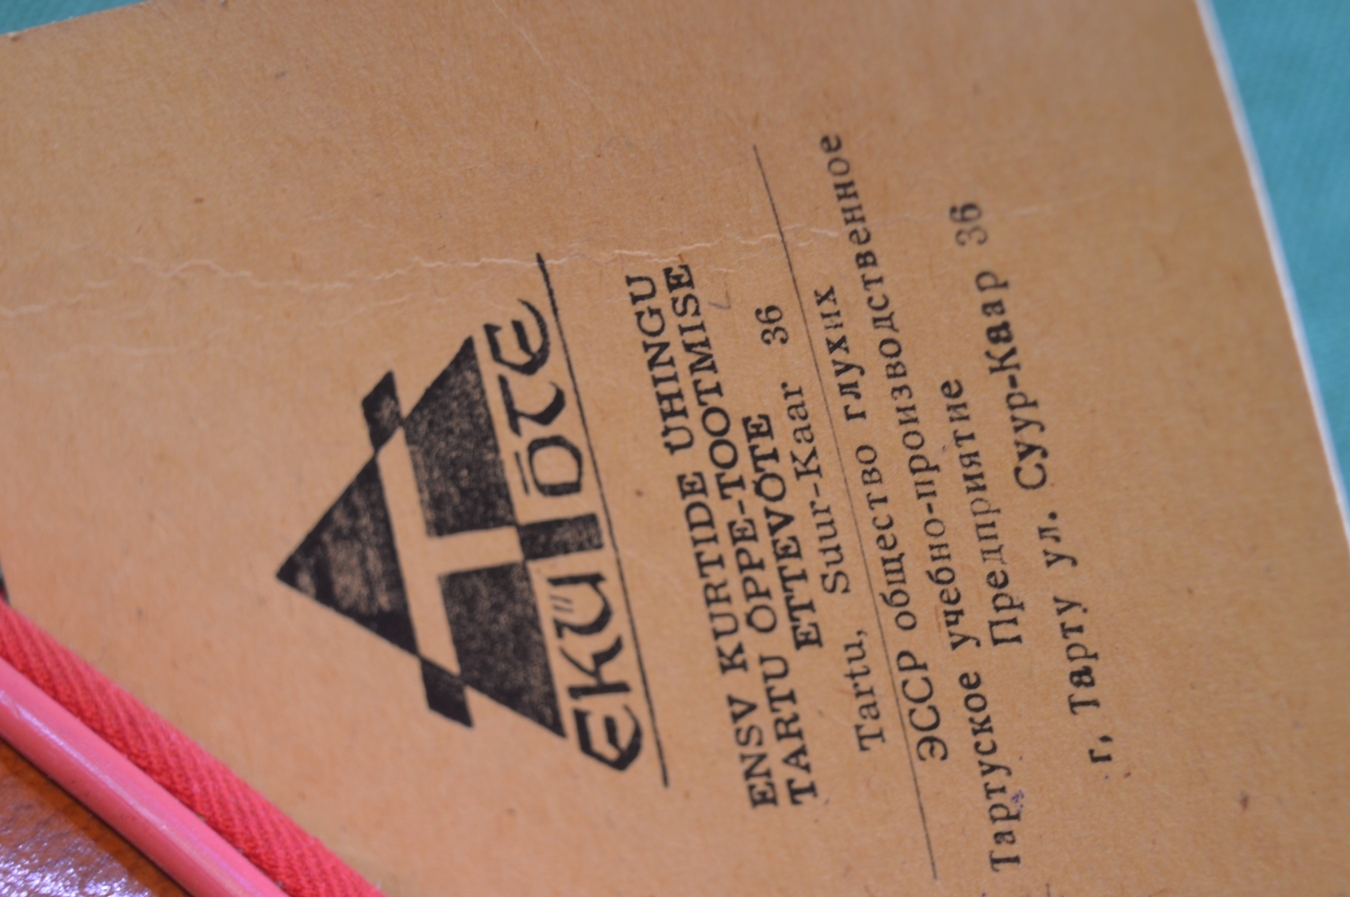 T
EKÜ TÕTE
ENSV KURTIDE ÜHINGU
TARTU ÕPPE-TOOTMISE
ETTEVÕTE
Tartu, Suur-Kaar 36
ЭССР общество глухих
Тартуское учебно-производственное
Предприятие
г, Тарту ул. Суур-Каар 36